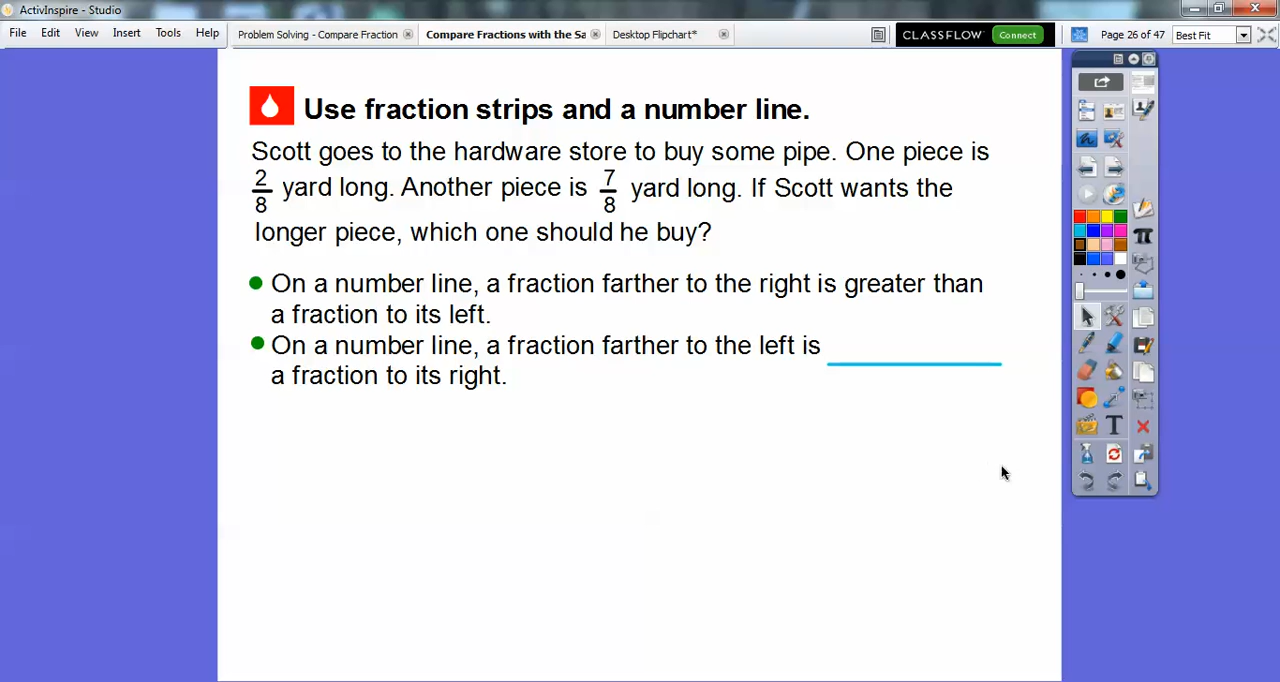 ActivInspire - Studio
File Edit View Insert Tools Help
Problem Solving - Compare Fraction
Compare Fractions with the Sa
Desktop Flipchart*
CLASSFLOW Connect
Page 26 of 47
Best Fit
Use fraction strips and a number line.
Scott goes to the hardware store to buy some pipe. One piece is
2/8 yard long. Another piece is 7/8 yard long. If Scott wants the
longer piece, which one should he buy?
On a number line, a fraction farther to the right is greater than
a fraction to its left.
On a number line, a fraction farther to the left is
a fraction to its right.